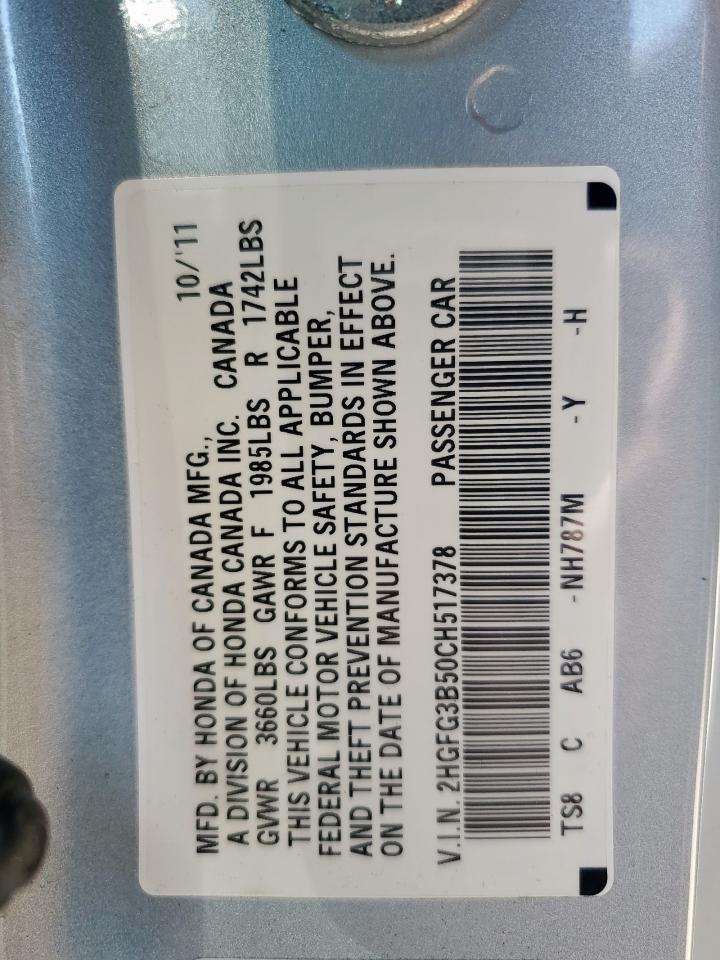 MFD. BY HONDA OF CANADA MFG., 10/'11
A DIVISION OF HONDA CANADA INC. CANADA
GVWR 3660LBS GAWR F 1985LBS R 1742LBS
THIS VEHICLE CONFORMS TO ALL APPLICABLE
FEDERAL MOTOR VEHICLE SAFETY, BUMPER,
AND THEFT PREVENTION STANDARDS IN EFFECT
ON THE DATE OF MANUFACTURE SHOWN ABOVE.
V.I.N. 2HGFG3B50CH517378 PASSENGER CAR
TS8 C AB6 -NH787M -Y -H